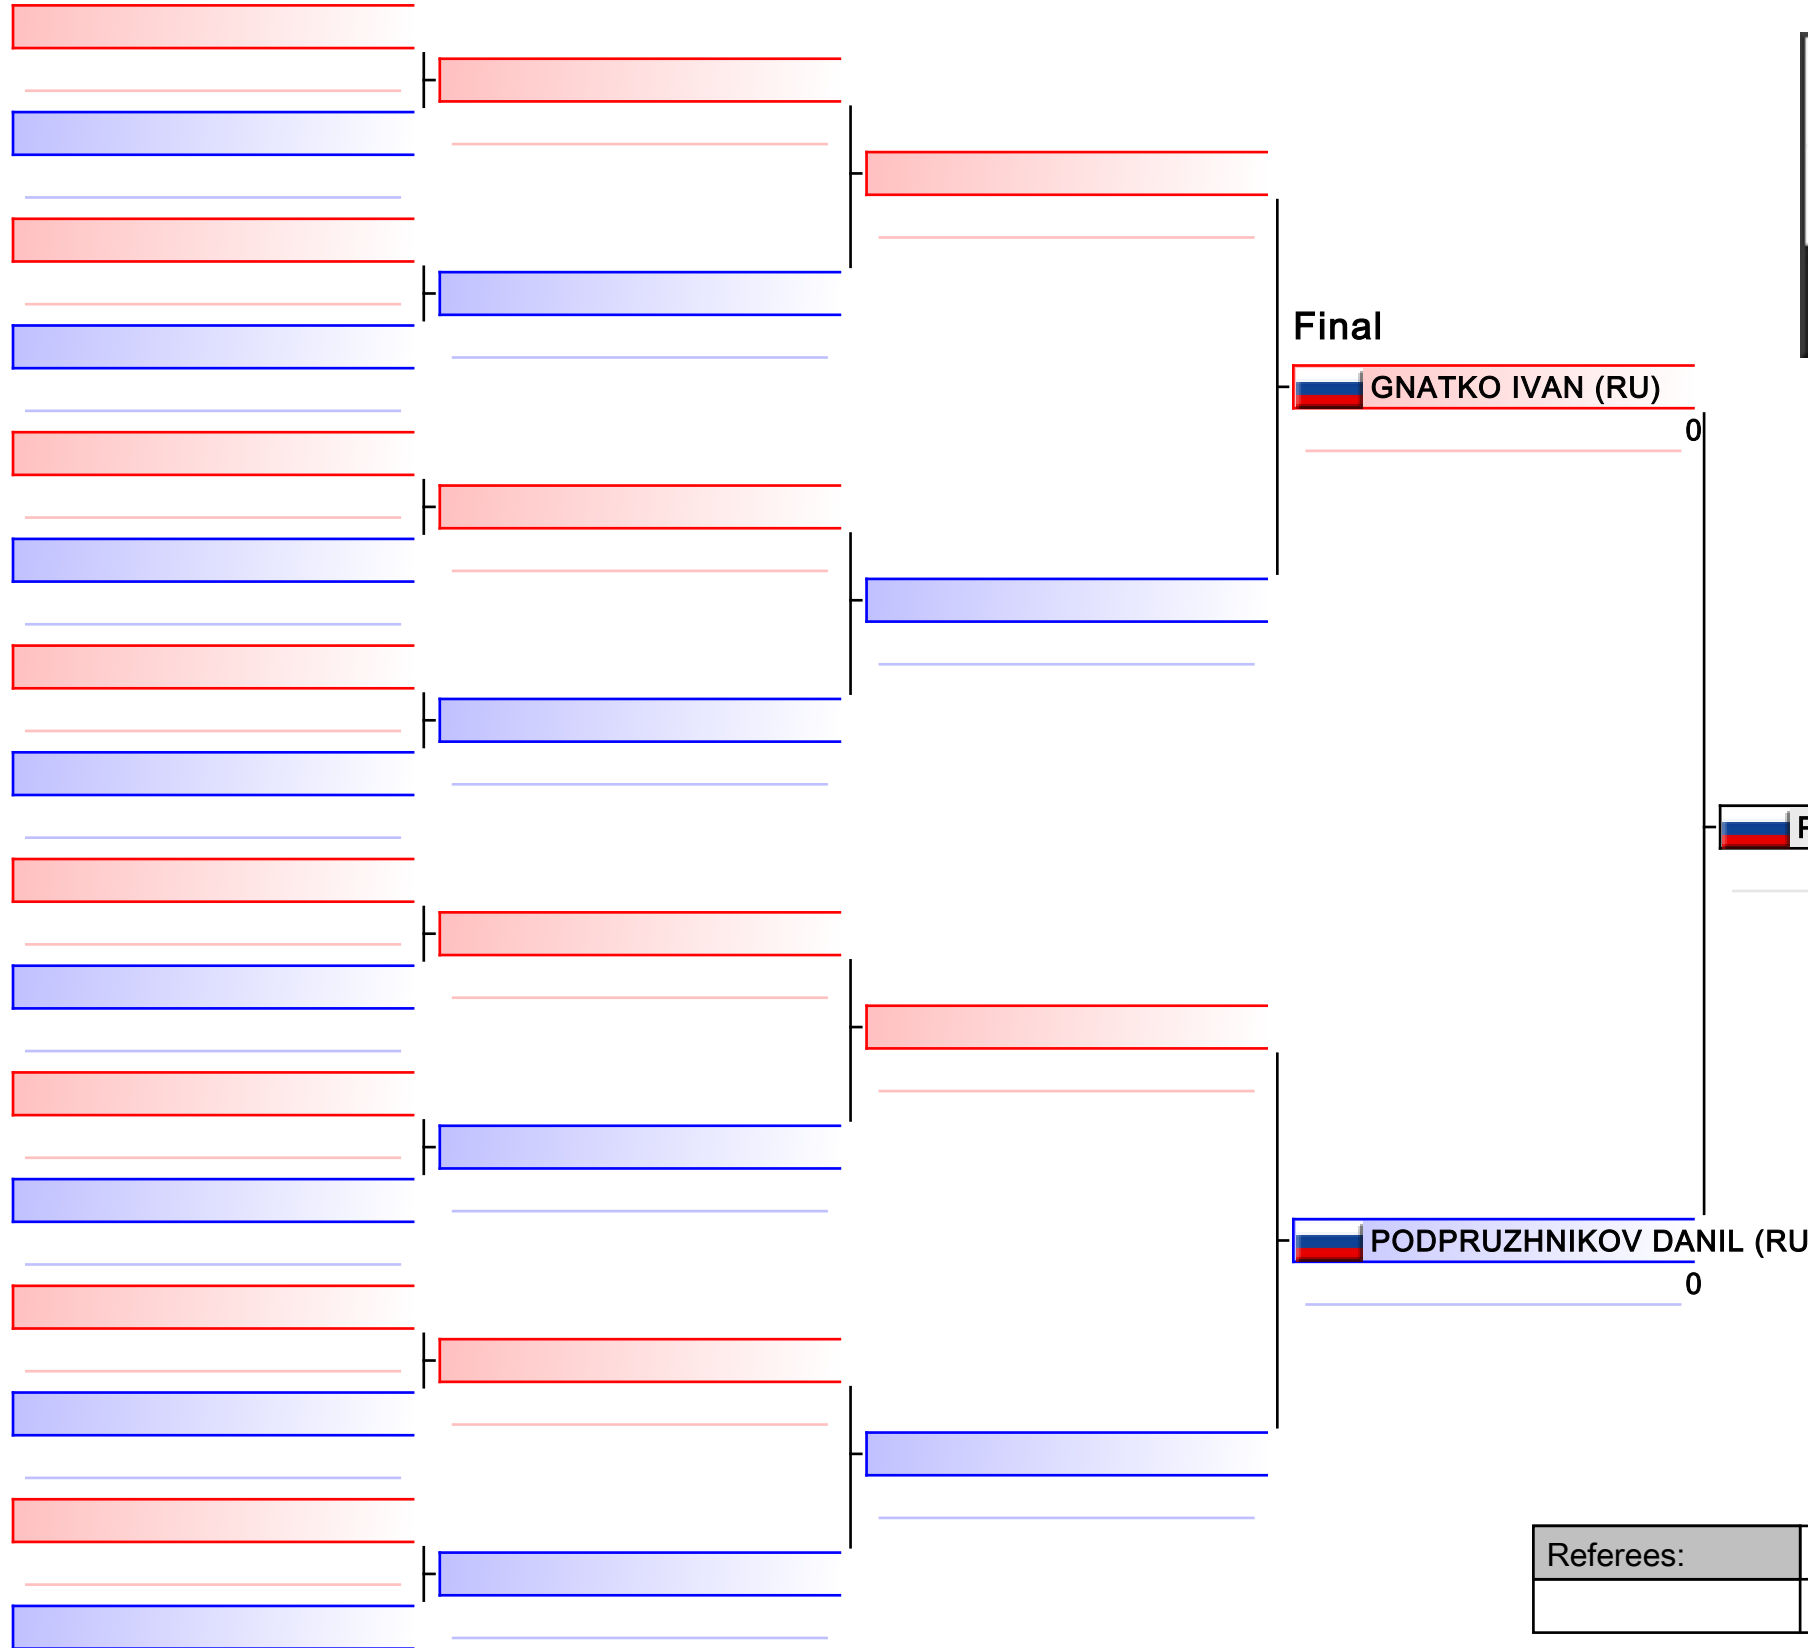 Final
GNATKO IVAN (RU)
0
PODPRUZHNIKOV DANIL (RU
0
Referees: